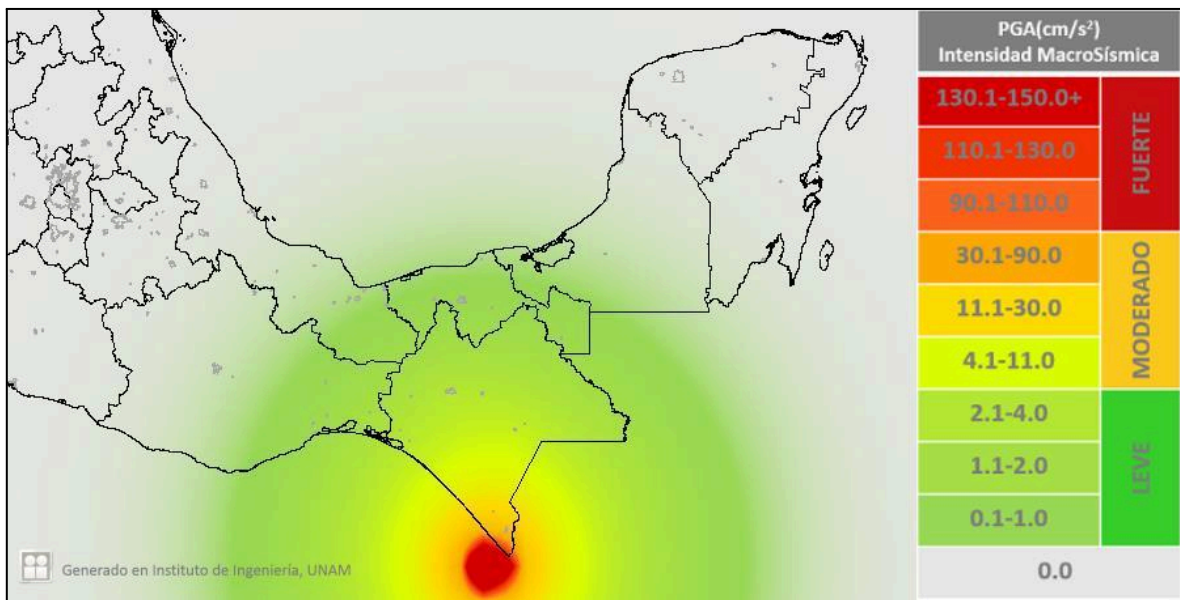 PGA(cm/s²)
Intensidad MacroSísmica
130.1-150.0+
110.1-130.0
90.1-110.0
FUERTE
30.1-90.0
11.1-30.0
4.1-11.0
MODERADO
2.1-4.0
1.1-2.0
0.1-1.0
LEVE
0.0
Generado en Instituto de Ingeniería, UNAM